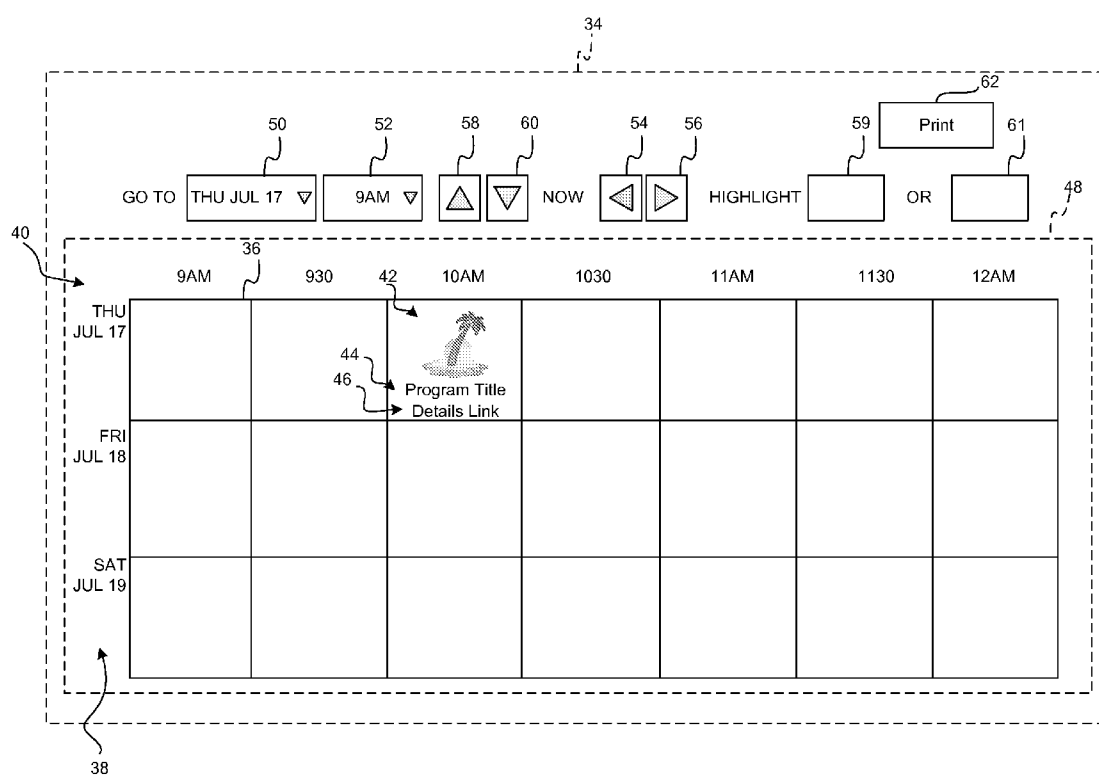 34
62
Print
50 52 58 60 54 56 59 61
GO TO THU JUL 17 9AM NOW HIGHLIGHT OR
48
40 36 42
9AM 930 10AM 1030 11AM 1130 12AM
THU
JUL 17
44
Program Title
46
Details Link
FRI
JUL 18
SAT
JUL 19
38